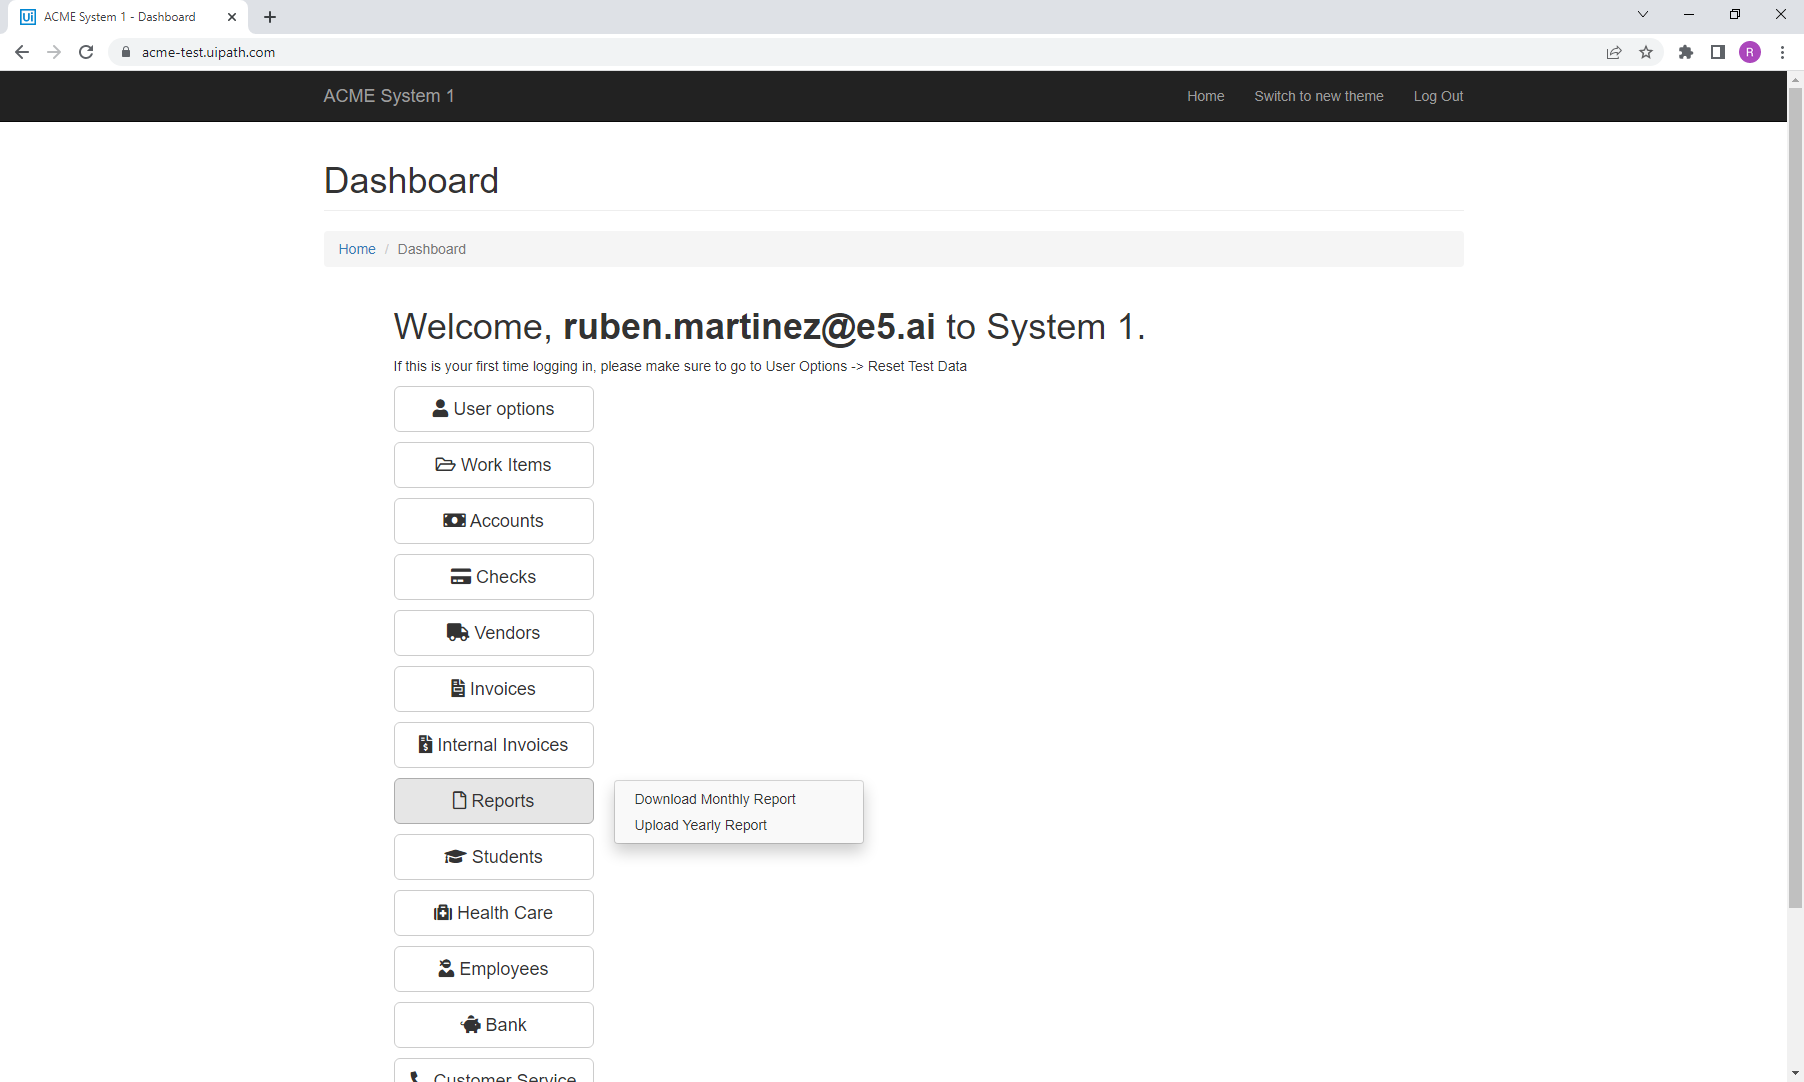 ACME System 1 - Dashboard
acme-test.uipath.com
R
ACME System 1
Home
Switch to new theme
Log Out
Dashboard
Home / Dashboard
Welcome, ruben.martinez@e5.ai to System 1.
If this is your first time logging in, please make sure to go to User Options -> Reset Test Data
User options
Work Items
Accounts
Checks
Vendors
Invoices
Internal Invoices
Reports
Download Monthly Report
Upload Yearly Report
Students
Health Care
Employees
Bank
Customer Service